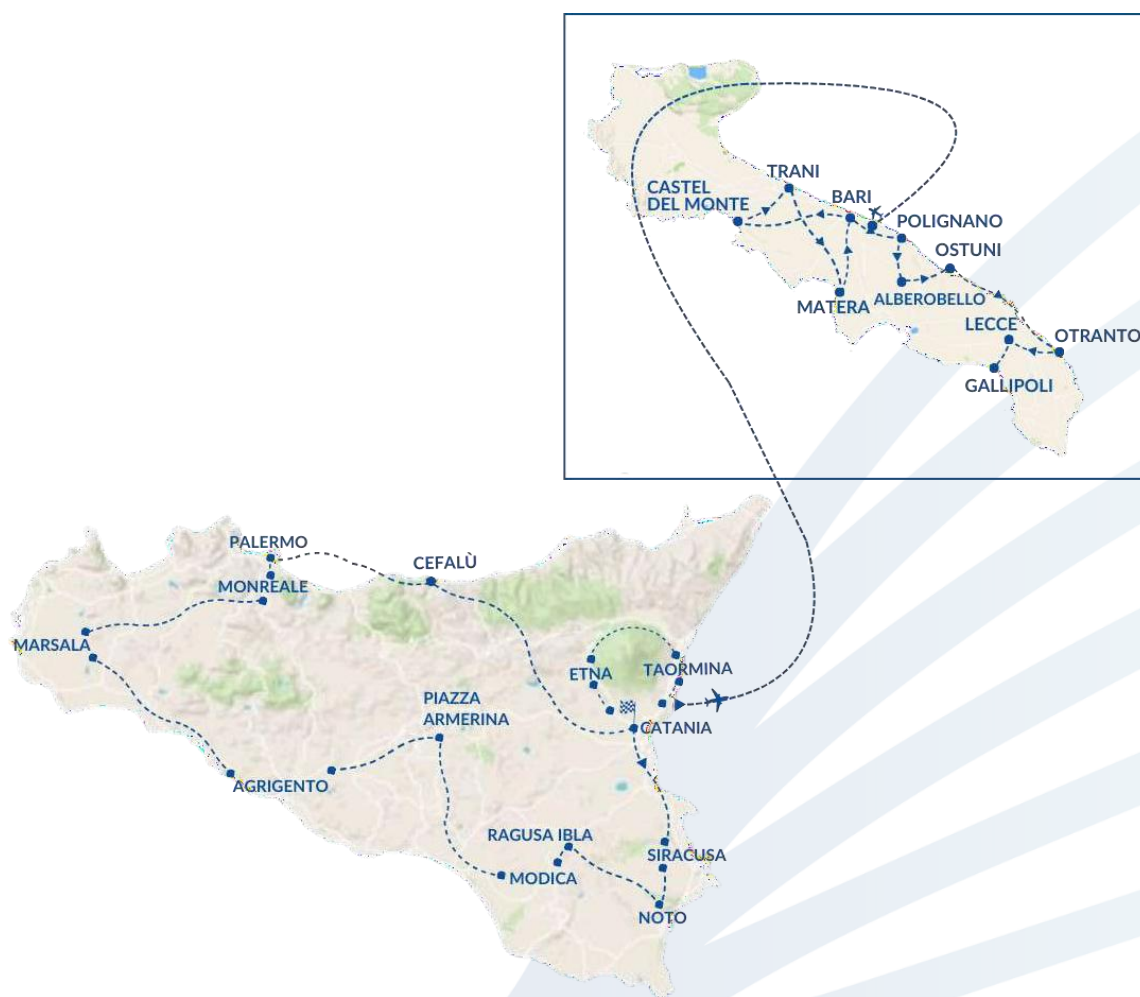 TRANI
CASTEL
DEL MONTE
BARI
POLIGNANO
OSTUNI
MATERA
ALBEROBELLO
LECCE
OTRANTO
GALLIPOLI
PALERMO
CEFALÙ
MONREALE
MARSALA
ETNA
TAORMINA
PIAZZA
ARMERINA
CATANIA
AGRIGENTO
RAGUSA IBLA
SIRACUSA
MODICA
NOTO